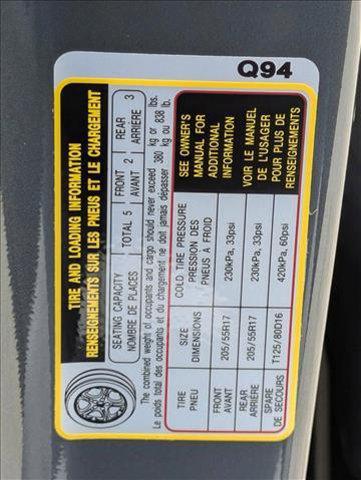 Q94
TIRE AND LOADING INFORMATION
RENSEIGNEMENTS SUR LES PNEUS ET LE CHARGEMENT
SEATING CAPACITY TOTAL 5 FRONT 2 REAR 3
NOMBRE DE PLACES AVANT ARRIÈRE
The combined weight of occupants and cargo should never exceed 380 kg or 838 lbs.
Le poids total des occupants et du chargement ne doit jamais dépasser 380 kg ou 838 lb.
TIRE SIZE COLD TIRE PRESSURE
PNEU DIMENSIONS PRESSION DES
PNEUS A FROID
FRONT 205/55R17 230kPa, 33psi
AVANT
REAR 205/55R17 230kPa, 33psi
ARRIÈRE
SPARE T125/80D16 420kPa, 60psi
DE SECOURS
SEE OWNER'S
MANUAL FOR
ADDITIONAL
INFORMATION
VOIR LE MANUEL
DE L'USAGER
POUR PLUS DE
RENSEIGNEMENTS